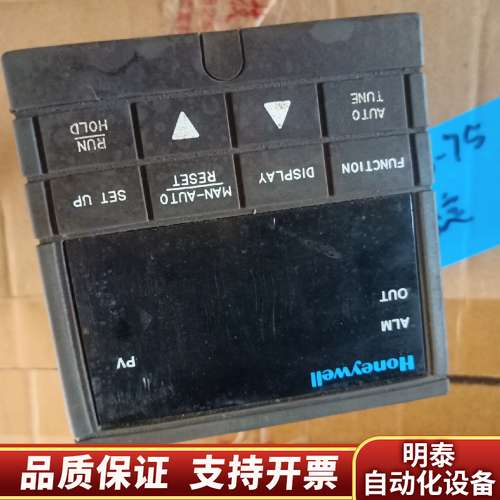 Honeywell
ALM
OUT
PV
FUNCTION
DISPLAY
MAN-AUTO
RESET
SET UP
AUTO
TUNE
RUN
HOLD
-75
品质保证 支持开票
明泰
自动化设备